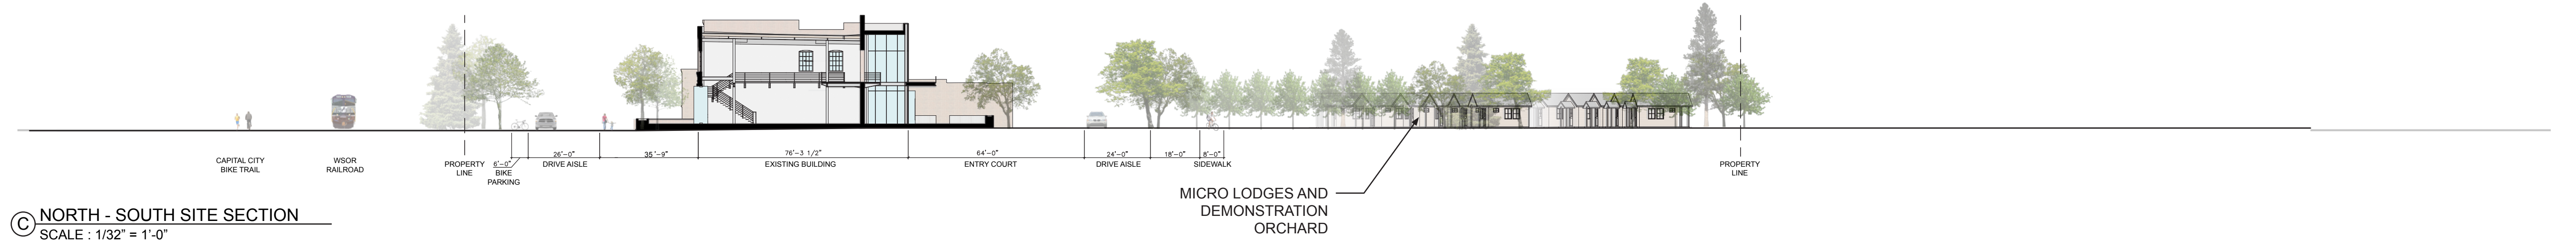 6'-0"
26'-0"
35 '-9"
76'-3 1/2"
64'-0"
24'-0"
18'-0"
8'-0"
CAPITAL CITY
BIKE TRAIL
WSOR
RAILROAD
PROPERTY
LINE
BIKE
PARKING
DRIVE AISLE
EXISTING BUILDING
ENTRY COURT
DRIVE AISLE
SIDEWALK
PROPERTY
LINE
MICRO LODGES AND
DEMONSTRATION
ORCHARD
C
NORTH - SOUTH SITE SECTION
SCALE : 1/32" = 1'-0"